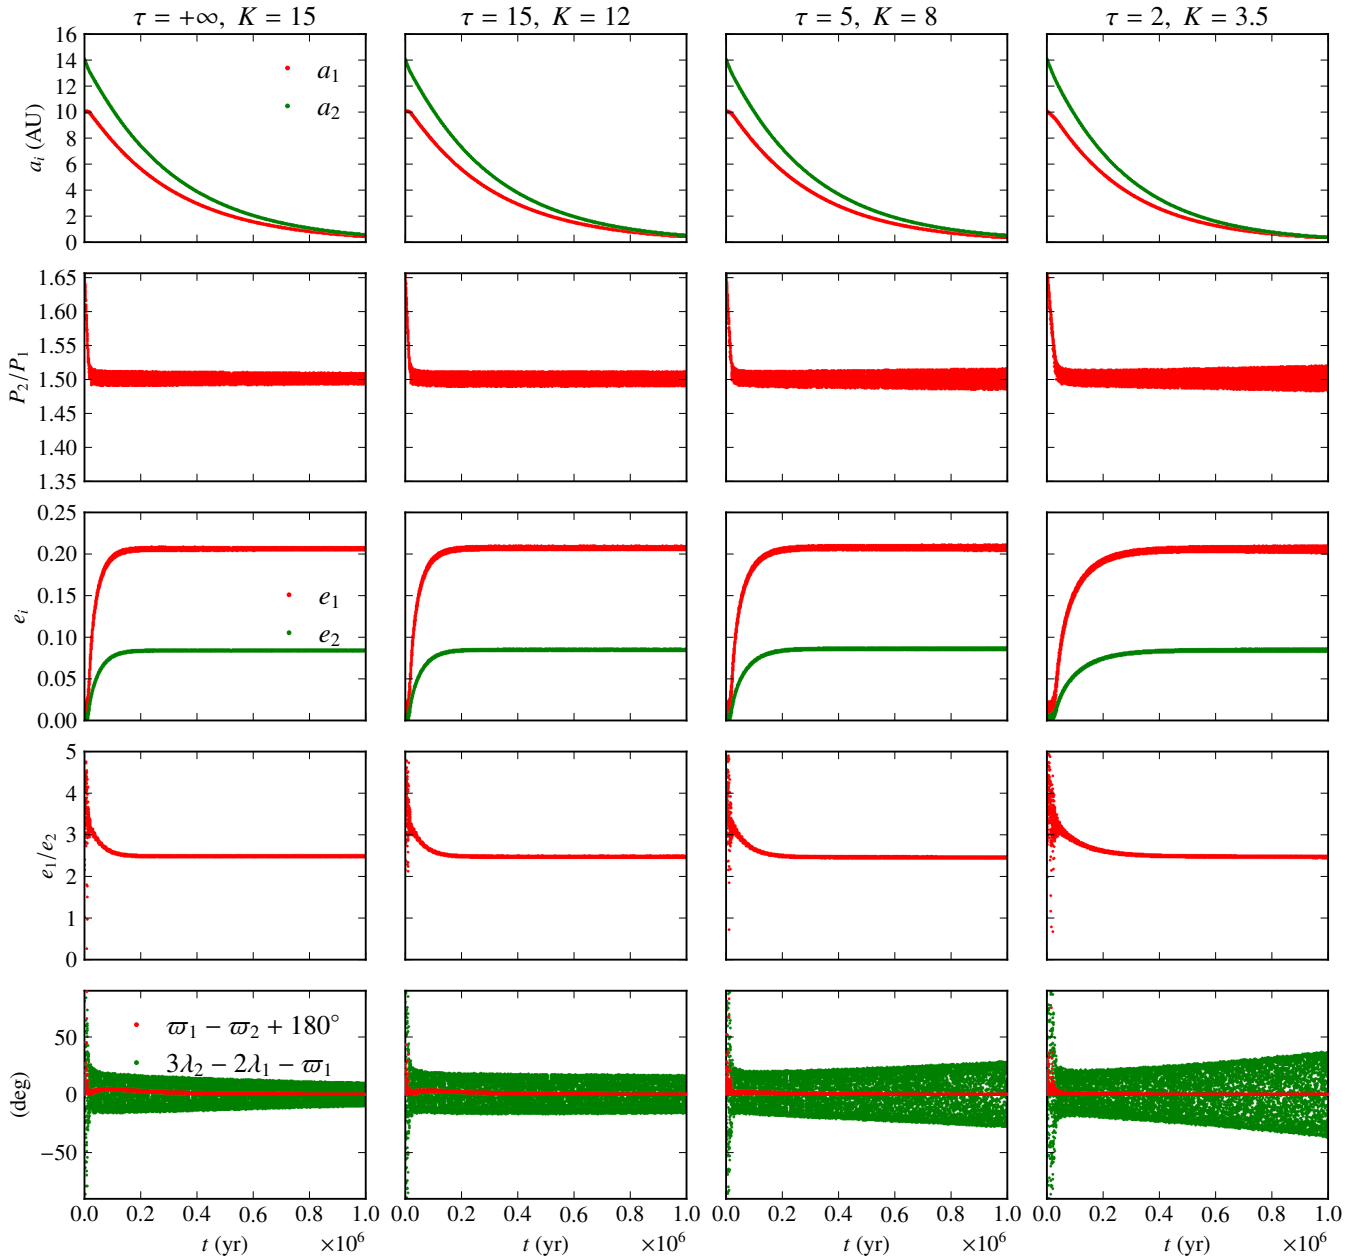 τ = +∞, K = 15
τ = 15, K = 12
τ = 5, K = 8
τ = 2, K = 3.5
16
14
12
10
8
6
4
2
0
a_i (AU)
a_1
a_2
1.65
1.60
1.55
1.50
1.45
1.40
1.35
P_2/P_1
0.25
0.20
0.15
0.10
0.05
0.00
e_i
e_1
e_2
5
4
3
2
1
0
e_1/e_2
50
0
−50
(deg)
ϖ_1 − ϖ_2 + 180°
3λ_2 − 2λ_1 − ϖ_1
0.0 0.2 0.4 0.6 0.8 1.0
t (yr) ×10^6
0.0 0.2 0.4 0.6 0.8 1.0
t (yr) ×10^6
0.0 0.2 0.4 0.6 0.8 1.0
t (yr) ×10^6
0.0 0.2 0.4 0.6 0.8 1.0
t (yr) ×10^6